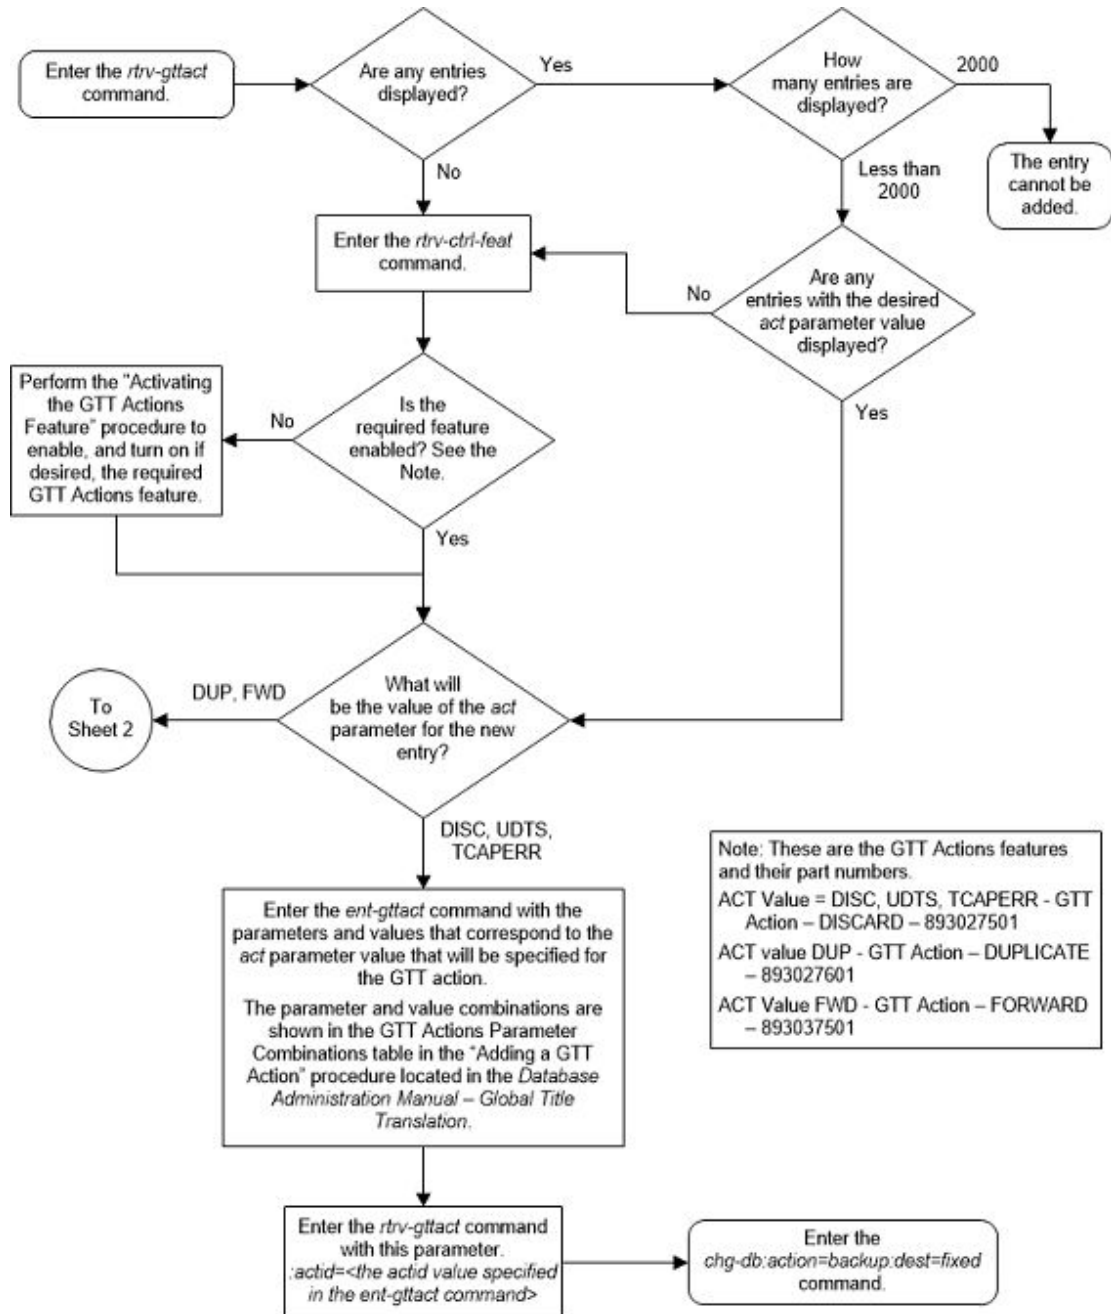 Enter the rtrv-gttact
command.
Are any entries
displayed?
Yes
How
many entries are
displayed?
2000
The entry
cannot be
added.
No
Less than
2000
Enter the rtrv-ctrl-feat
command.
Are any
entries with the desired
act parameter value
displayed?
No
Yes
Perform the "Activating
the GTT Actions
Feature" procedure to
enable, and turn on if
desired, the required
GTT Actions feature.
No
Is the
required feature
enabled? See the
Note.
Yes
To
Sheet 2
DUP, FWD
What will
be the value of the act
parameter for the new
entry?
DISC, UDTS,
TCAPERR
Note: These are the GTT Actions features
and their part numbers.
ACT Value = DISC, UDTS, TCAPERR - GTT
Action – DISCARD – 893027501
ACT value DUP - GTT Action – DUPLICATE
– 893027601
ACT Value FWD - GTT Action – FORWARD
– 893037501
Enter the ent-gttact command with the
parameters and values that correspond to the
act parameter value that will be specified for
the GTT action.
The parameter and value combinations are
shown in the GTT Actions Parameter
Combinations table in the “Adding a GTT
Action” procedure located in the Database
Administration Manual – Global Title
Translation.
Enter the rtrv-gttact command
with this parameter.
:actid=<the actid value specified
in the ent-gttact command>
Enter the
chg-db:action=backup:dest=fixed
command.